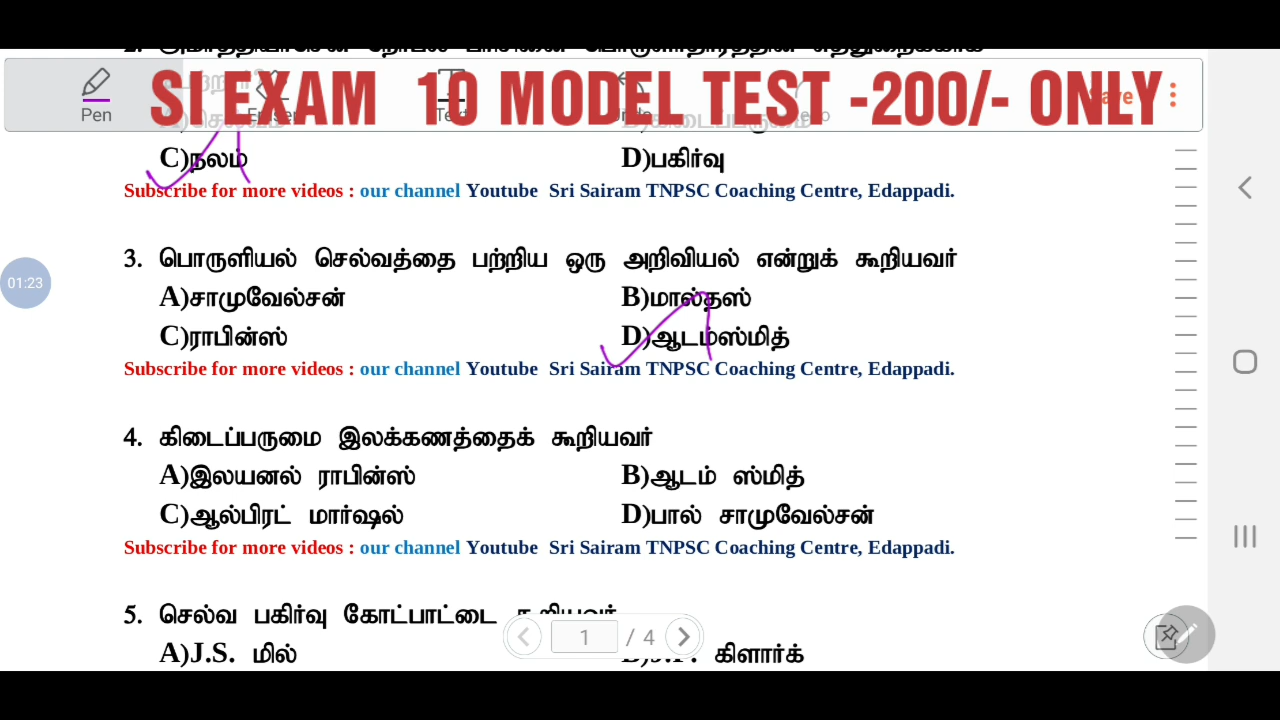 SI EXAM 10 MODEL TEST -200/- ONLY
Pen
Text
Save
C)நலம்
D)பகிர்வு
Subscribe for more videos : our channel Youtube Sri Sairam TNPSC Coaching Centre, Edappadi.
3. பொருளியல் செல்வத்தை பற்றிய ஒரு அறிவியல் என்றுக் கூறியவர்
01:23
A)சாமுவேல்சன்
B)மால்தஸ்
C)ராபின்ஸ்
D)ஆடம்ஸ்மித்
Subscribe for more videos : our channel Youtube Sri Sairam TNPSC Coaching Centre, Edappadi.
4. கிடைப்பருமை இலக்கணத்தைக் கூறியவர்
A)இலயனல் ராபின்ஸ்
B)ஆடம் ஸ்மித்
C)ஆல்பிரட் மார்ஷல்
D)பால் சாமுவேல்சன்
Subscribe for more videos : our channel Youtube Sri Sairam TNPSC Coaching Centre, Edappadi.
5. செல்வ பகிர்வு கோட்பாட்டை
1 / 4
A)J.S. மில்
கிளார்க்